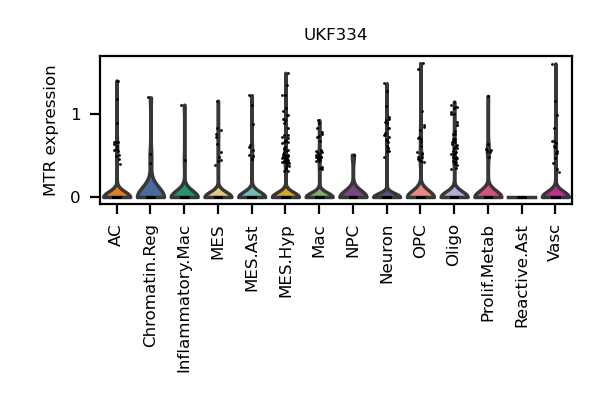 UKF334
MTR expression
1
0
AC
Chromatin.Reg
Inflammatory.Mac
MES
MES.Ast
MES.Hyp
Mac
NPC
Neuron
OPC
Oligo
Prolif.Metab
Reactive.Ast
Vasc